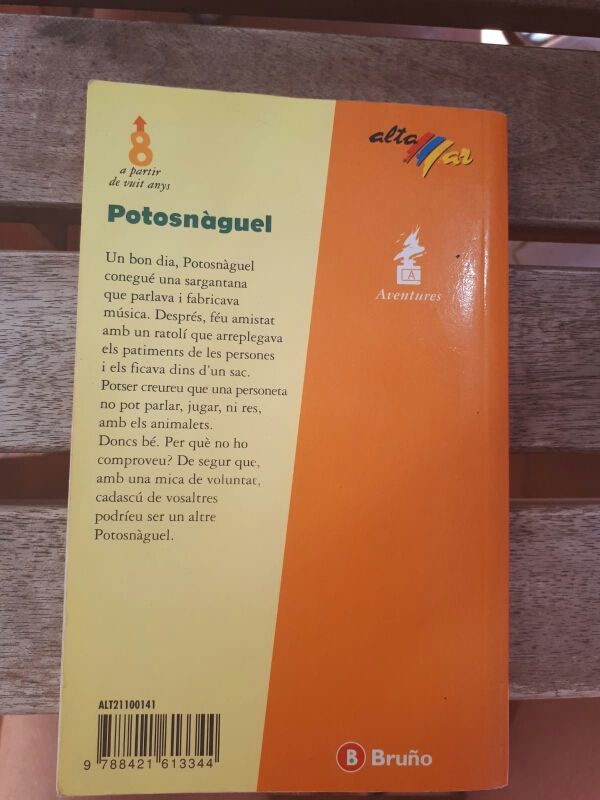 8
a partir
de vuit anys
Potosnàguel
Un bon dia, Potosnàguel
conegué una sargantana
que parlava i fabricava
música. Després, féu amistat
amb un ratolí que arreplegava
els patiments de les persones
i els ficava dins d'un sac.
Potser creureu que una personeta
no pot parlar, jugar, ni res,
amb els animalets.
Doncs bé. Per què no ho
comproveu? De segur que,
amb una mica de voluntat,
cadascú de vosaltres
podríeu ser un altre
Potosnàguel.
ALT21100141
9 788421 613344
alta
Mar
A
Aventures
B Bruño